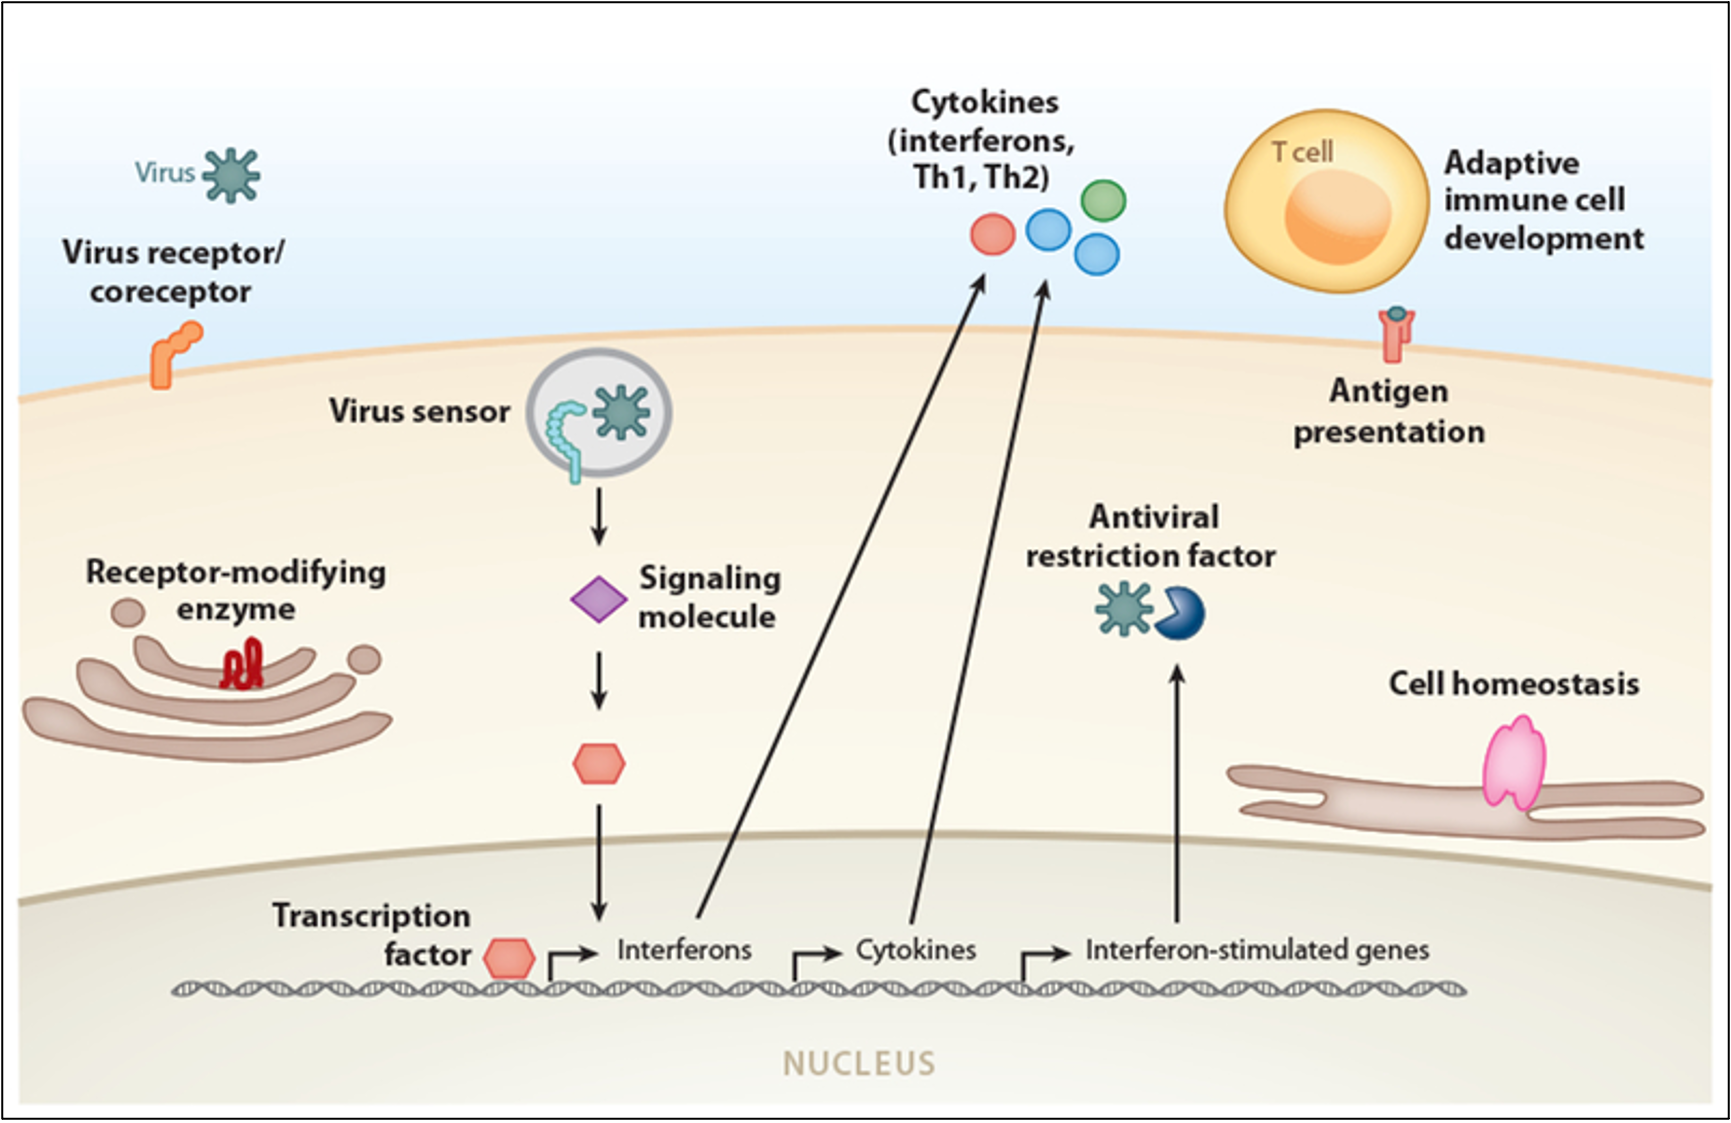 Cytokines
(interferons,
Th1, Th2)
T cell
Adaptive
immune cell
development
Virus
Virus receptor/
coreceptor
Virus sensor
Antigen
presentation
Antiviral
restriction factor
Receptor-modifying
enzyme
Signaling
molecule
Cell homeostasis
Transcription
factor
Interferons
Cytokines
Interferon-stimulated genes
NUCLEUS